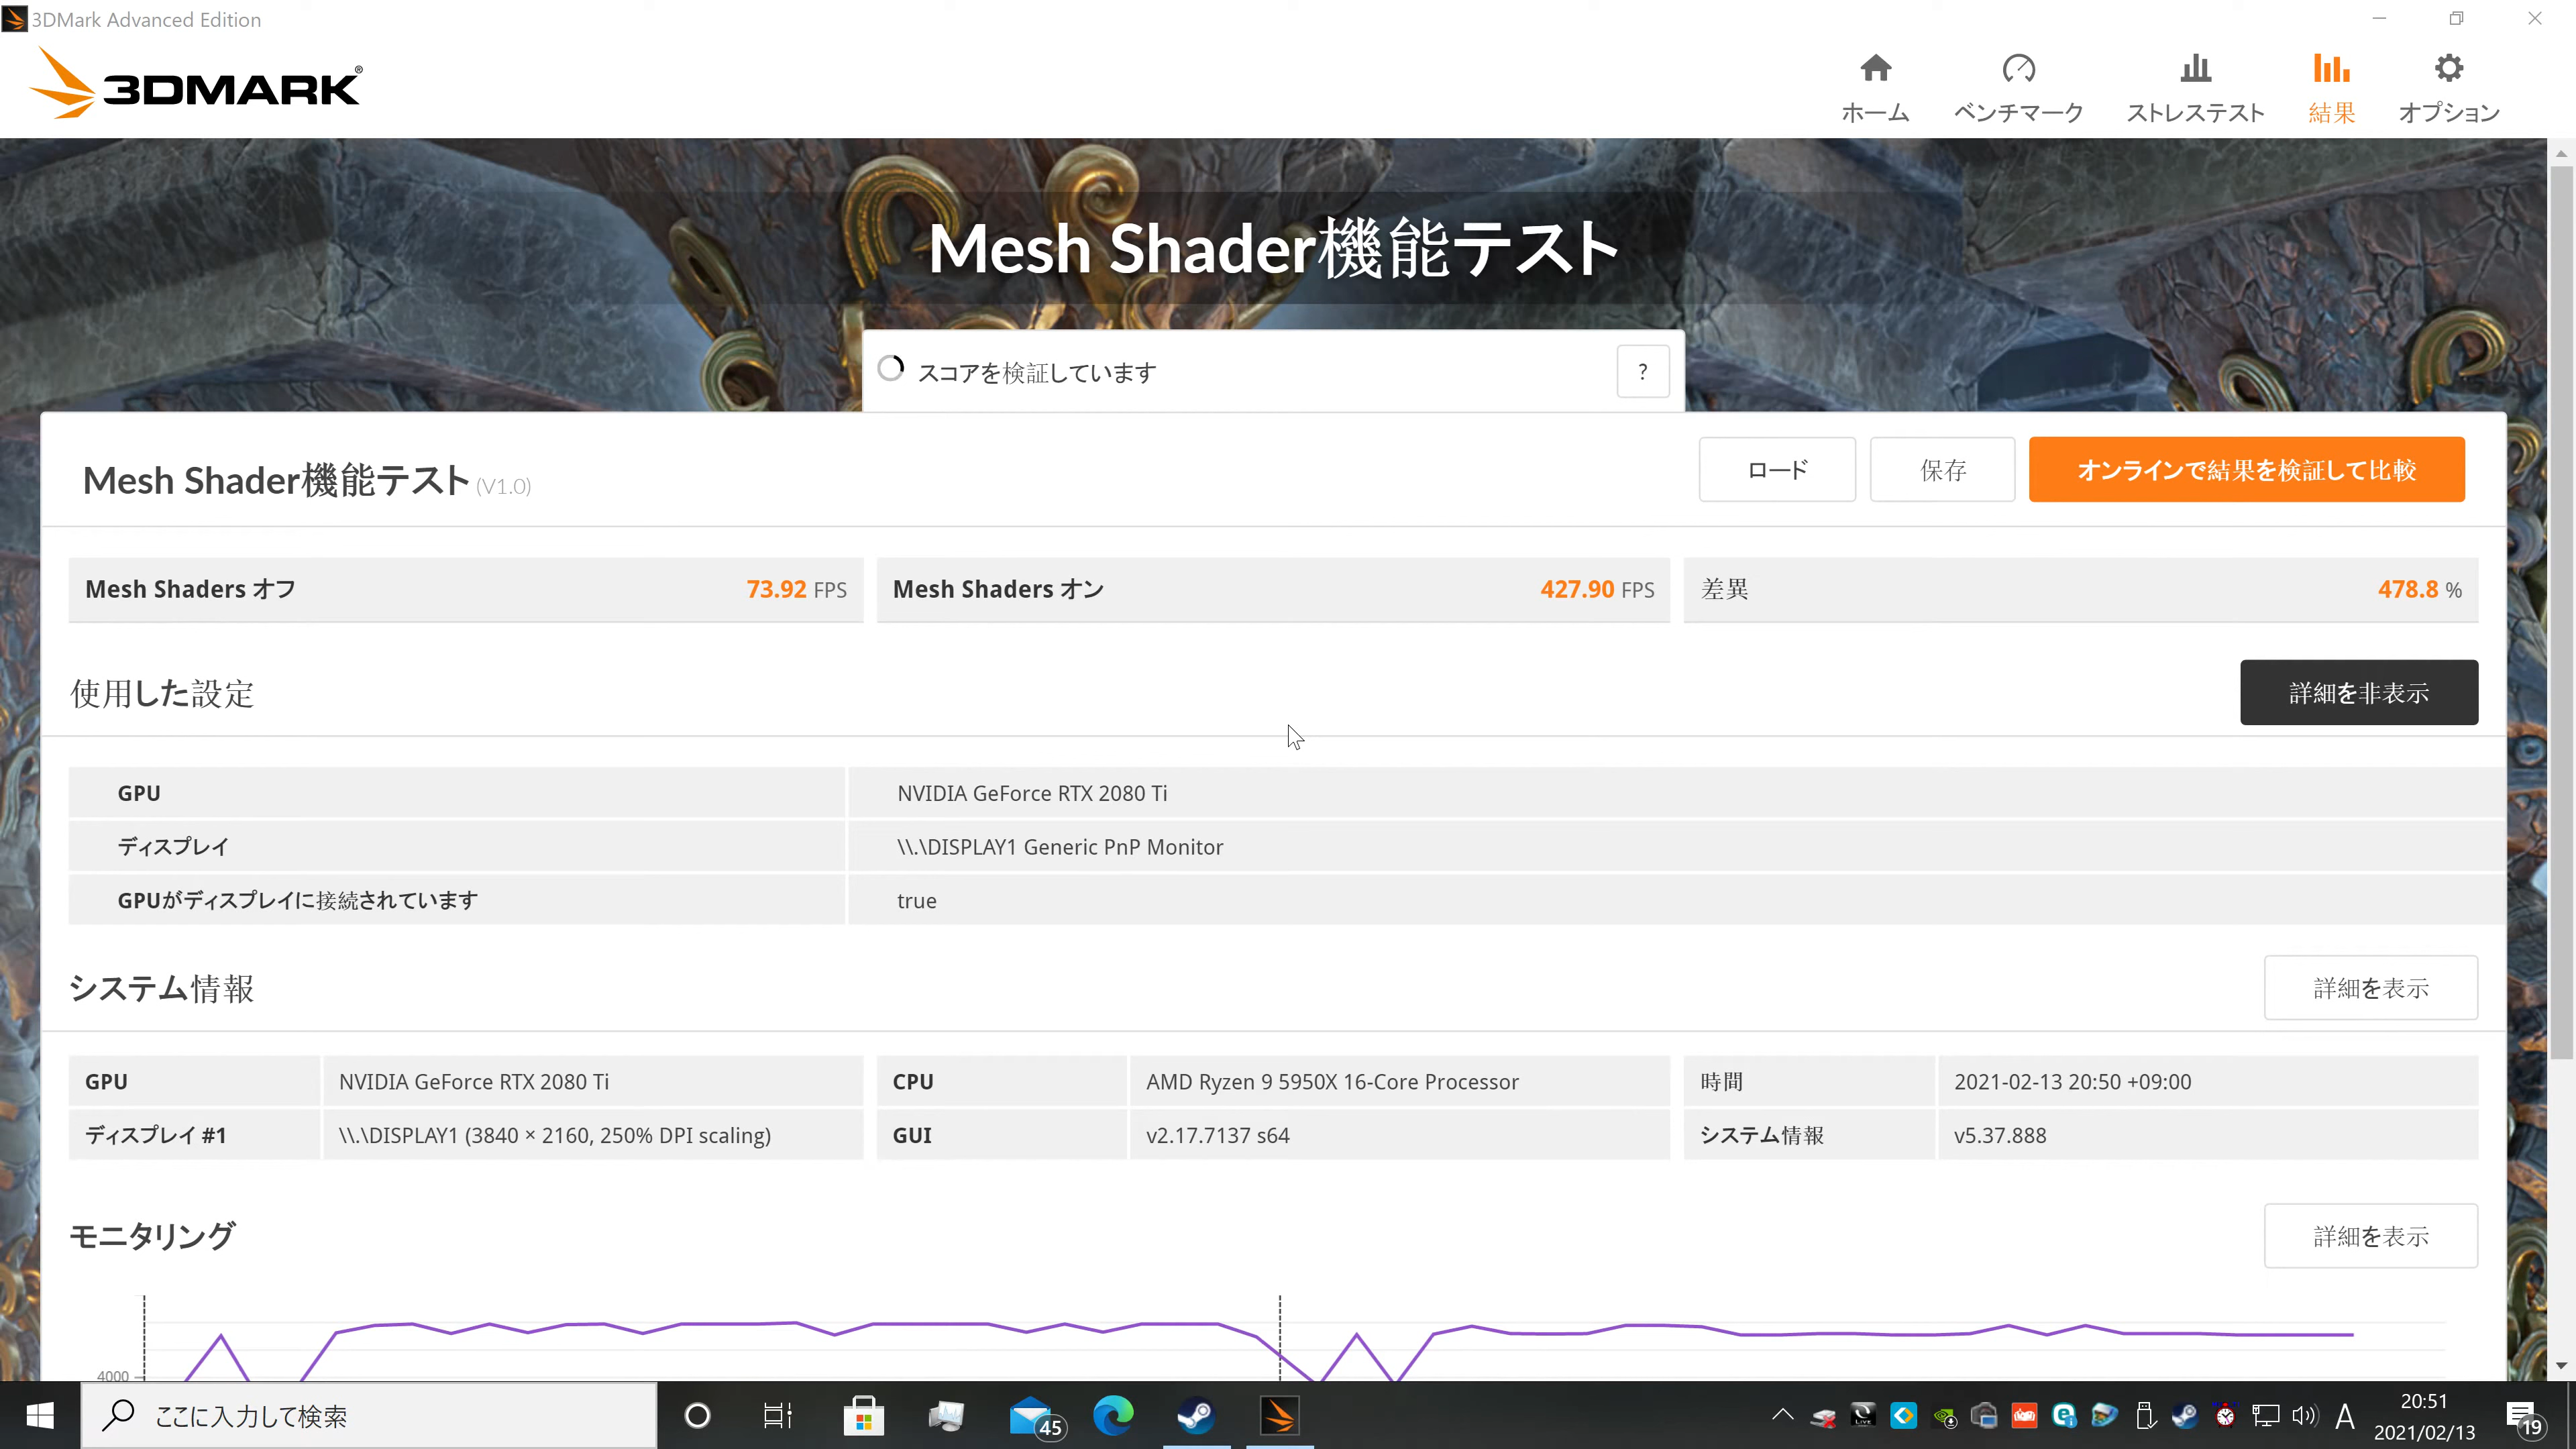 3DMark Advanced Edition
3DMARK®
ホーム
ベンチマーク
ストレステスト
結果
オプション
Mesh Shader機能テスト
スコアを検証しています
?
Mesh Shader機能テスト (V1.0)
ロード
保存
オンラインで結果を検証して比較
Mesh Shaders オフ 73.92 FPS
Mesh Shaders オン 427.90 FPS
差異 478.8 %
使用した設定
詳細を非表示
GPU NVIDIA GeForce RTX 2080 Ti
ディスプレイ \\.\DISPLAY1 Generic PnP Monitor
GPUがディスプレイに接続されています true
システム情報
詳細を表示
GPU NVIDIA GeForce RTX 2080 Ti
CPU AMD Ryzen 9 5950X 16-Core Processor
時間 2021-02-13 20:50 +09:00
ディスプレイ #1 \\.\DISPLAY1 (3840 × 2160, 250% DPI scaling)
GUI v2.17.7137 s64
システム情報 v5.37.888
モニタリング
詳細を表示
4000
ここに入力して検索
45
LIVE
A
20:51
2021/02/13
19